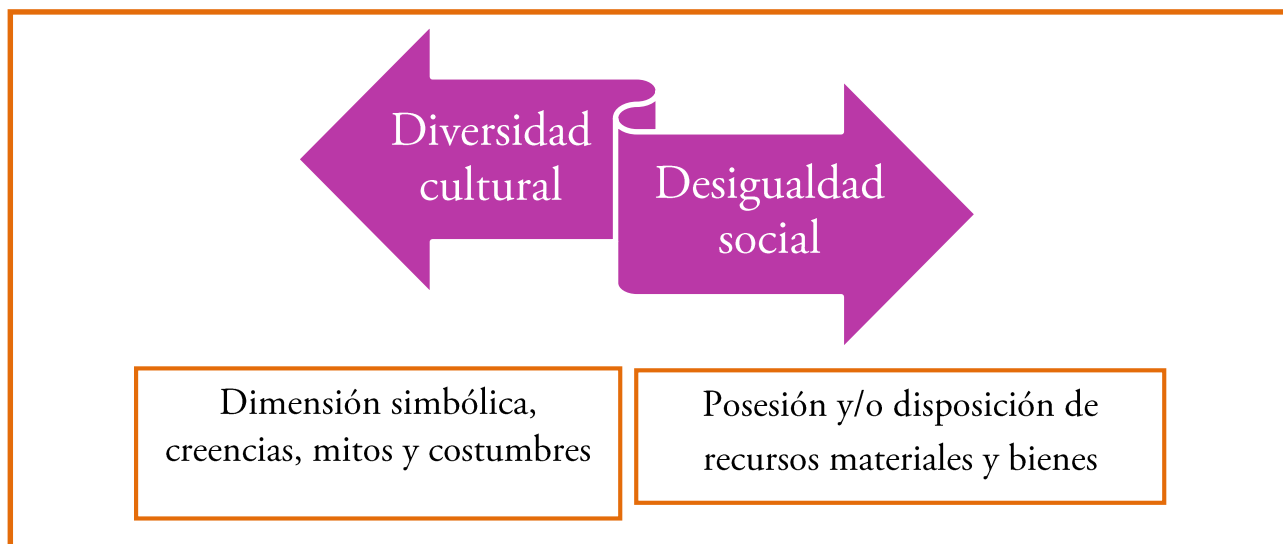 Diversidad
cultural
Desigualdad
social
Dimensión simbólica,
creencias, mitos y costumbres
Posesión y/o disposición de
recursos materiales y bienes